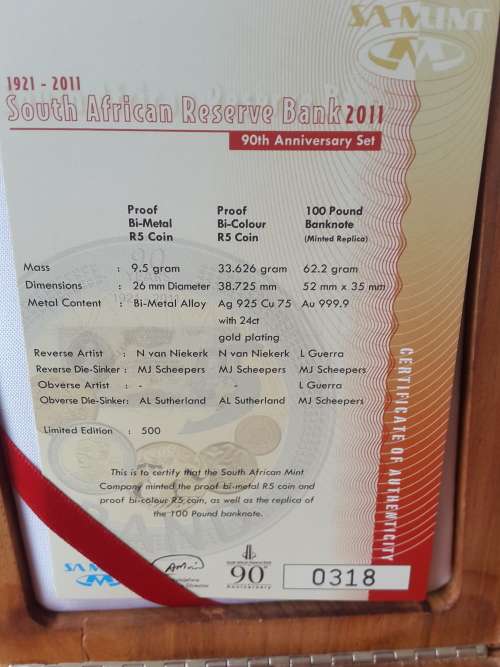 SA MINT
1921 - 2011
South African Reserve Bank 2011
90th Anniversary Set
Proof Bi-Metal R5 Coin
Proof Bi-Colour R5 Coin
100 Pound Banknote (Minted Replica)
Mass : 9.5 gram 33.626 gram 62.2 gram
Dimensions : 26 mm Diameter 38.725 mm 52 mm x 35 mm
Metal Content : Bi-Metal Alloy Ag 925 Cu 75 Au 999.9
with 24ct
gold plating
Reverse Artist : N van Niekerk N van Niekerk L Guerra
Reverse Die-Sinker : MJ Scheepers MJ Scheepers MJ Scheepers
Obverse Artist : - - L Guerra
Obverse Die-Sinker: AL Sutherland AL Sutherland MJ Scheepers
Limited Edition : 500
This is to certify that the South African Mint
Company minted the proof bi-metal R5 coin and
proof bi-colour R5 coin, as well as the replica of
the 100 Pound banknote.
CERTIFICATE OF AUTHENTICITY
SA MINT
90
Anniversary
0318